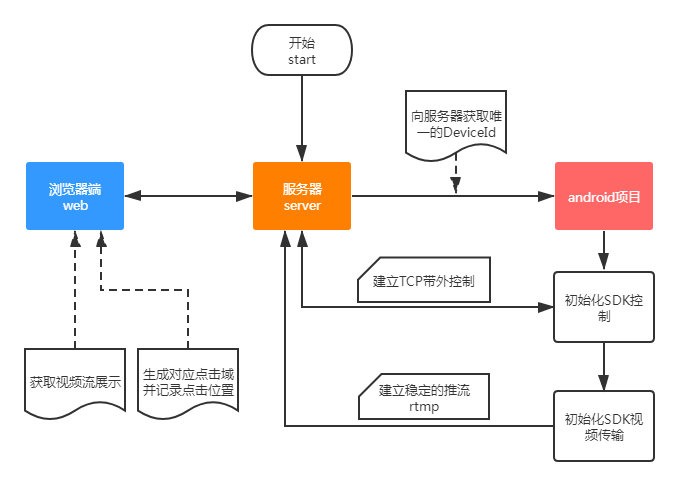 开始
start
向服务器获取唯
一的DeviceId
浏览器端
web
服务器
server
android项目
建立TCP带外控制
初始化SDK控
制
获取视频流展示
生成对应点击域
并记录点击位置
建立稳定的推流
rtmp
初始化SDK视
频传输